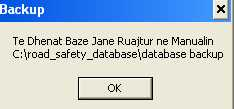 Backup
Te Dhenat Baze Jane Ruajtur ne Manualin
C:\road_safety_database\database backup
OK